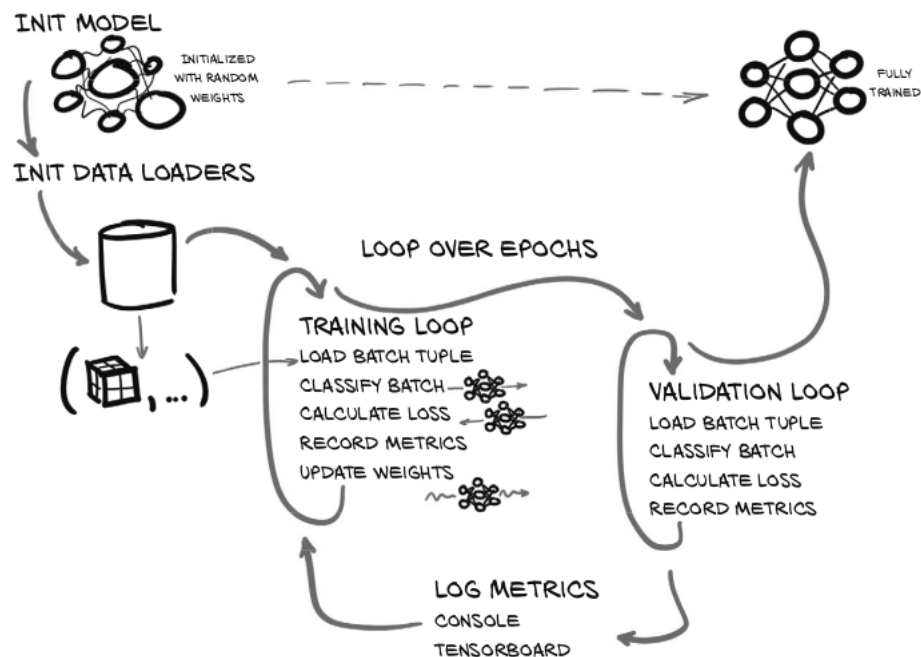 INIT MODEL
INITIALIZED
WITH RANDOM
WEIGHTS
FULLY
TRAINED
INIT DATA LOADERS
LOOP OVER EPOCHS
TRAINING LOOP
LOAD BATCH TUPLE
CLASSIFY BATCH
CALCULATE LOSS
RECORD METRICS
UPDATE WEIGHTS
( , ...)
VALIDATION LOOP
LOAD BATCH TUPLE
CLASSIFY BATCH
CALCULATE LOSS
RECORD METRICS
LOG METRICS
CONSOLE
TENSORBOARD